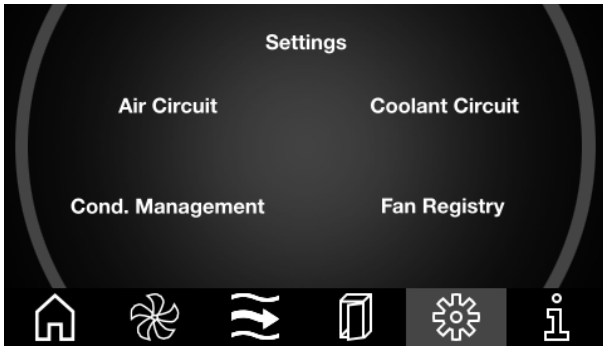 Settings
Air Circuit Coolant Circuit
Cond. Management Fan Registry